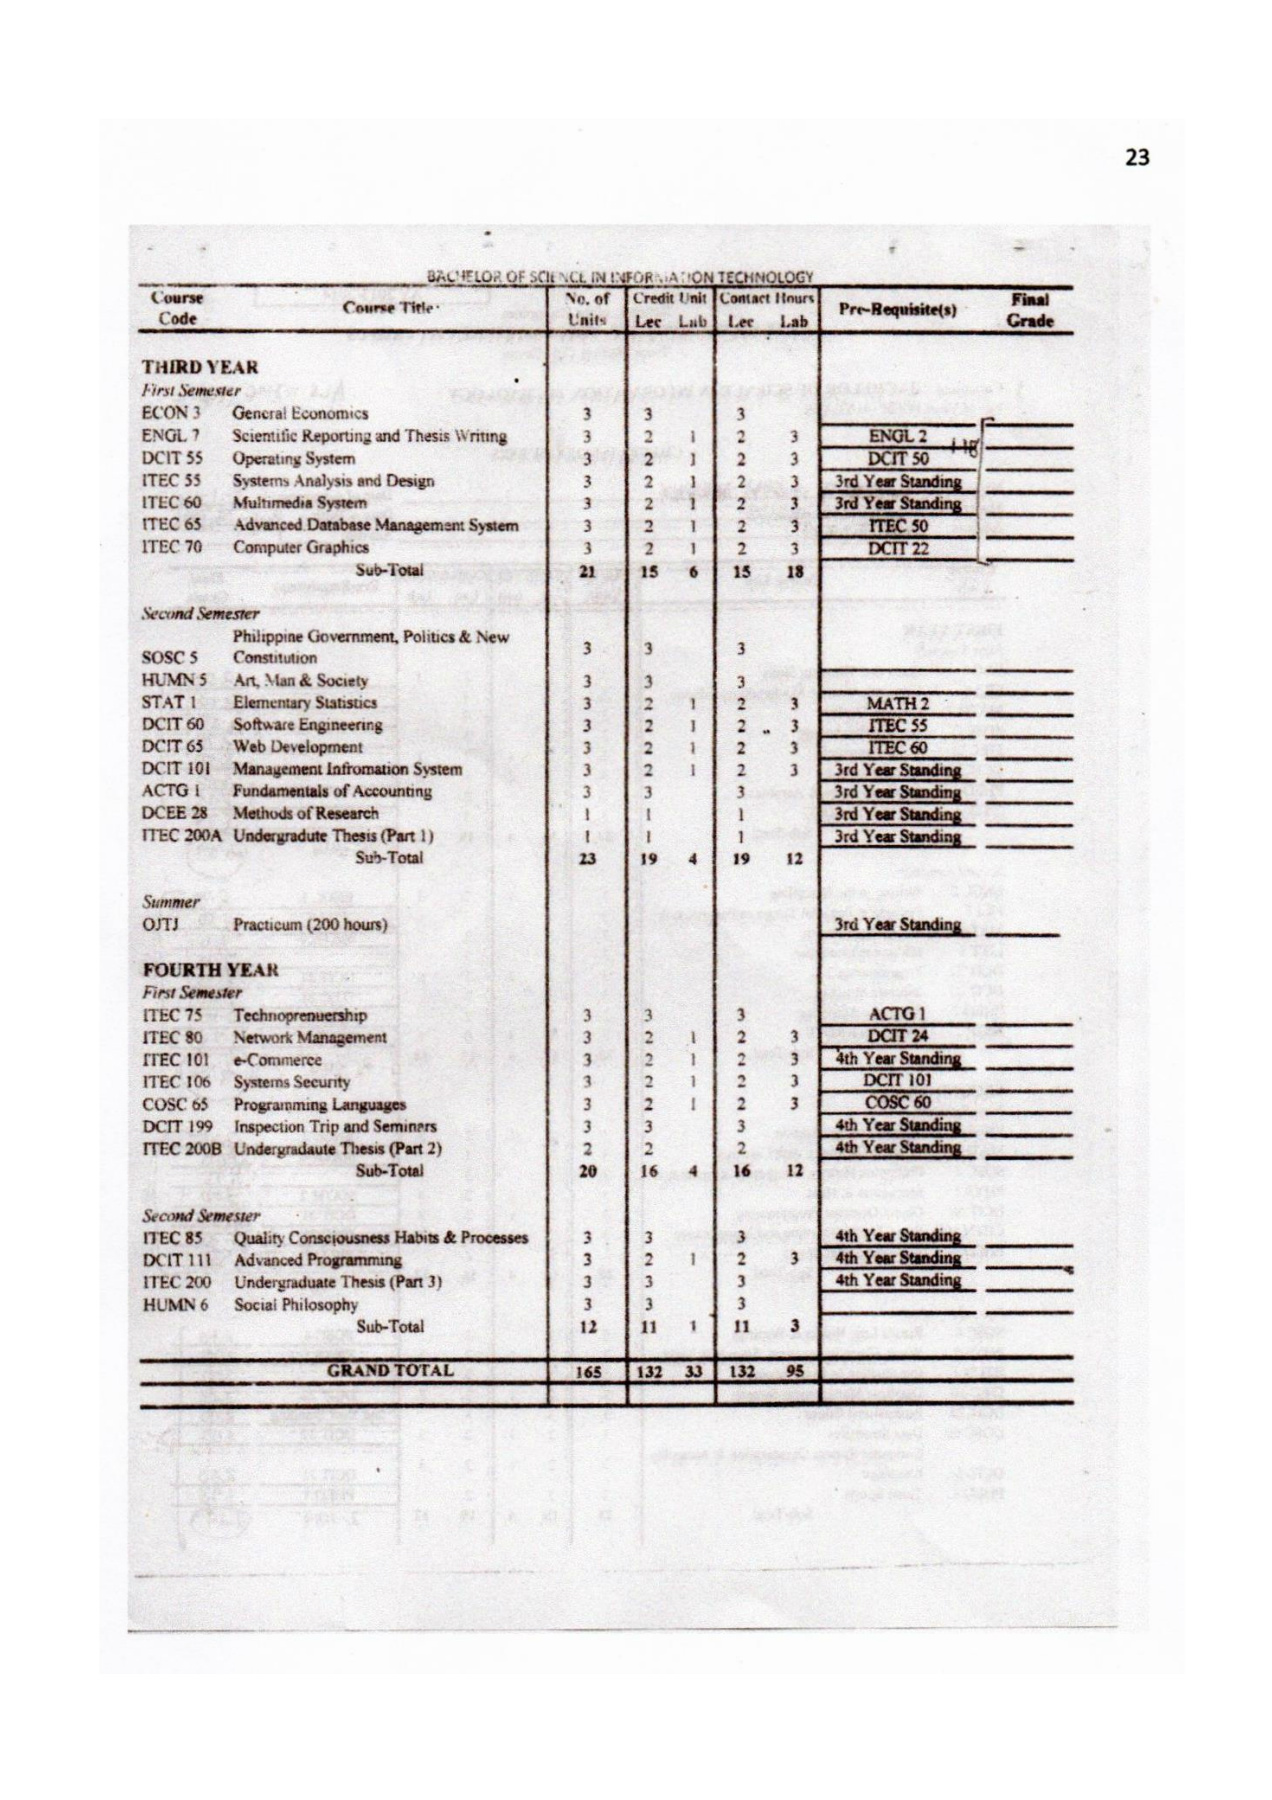 23
BACHELOR OF SCIENCE IN INFORMATION TECHNOLOGY
Course Code Course Title No. of Units Credit Unit Lec Lab Contact Hours Lec Lab Pre-Requisite(s) Final Grade
THIRD YEAR
First Semester
ECON 3 General Economics 3 3 3
ENGL 7 Scientific Reporting and Thesis Writing 3 2 1 2 3 ENGL 2
DCIT 55 Operating System 3 2 1 2 3 DCIT 50
ITEC 55 Systems Analysis and Design 3 2 1 2 3 3rd Year Standing
ITEC 60 Multimedia System 3 2 1 2 3 3rd Year Standing
ITEC 65 Advanced Database Management System 3 2 1 2 3 ITEC 50
ITEC 70 Computer Graphics 3 2 1 2 3 DCIT 22
Sub-Total 21 15 6 15 18
Second Semester
Philippine Government, Politics & New
SOSC 5 Constitution 3 3 3
HUMN 5 Art, Man & Society 3 3 3
STAT 1 Elementary Statistics 3 2 1 2 3 MATH 2
DCIT 60 Software Engineering 3 2 1 2 3 ITEC 55
DCIT 65 Web Development 3 2 1 2 3 ITEC 60
DCIT 101 Management Infromation System 3 2 1 2 3 3rd Year Standing
ACTG 1 Fundamentals of Accounting 3 3 3 3rd Year Standing
DCEE 28 Methods of Research 1 1 1 3rd Year Standing
ITEC 200A Undergradute Thesis (Part 1) 1 1 1 3rd Year Standing
Sub-Total 23 19 4 19 12
Summer
OJTJ Practicum (200 hours) 3rd Year Standing
FOURTH YEAR
First Semester
ITEC 75 Technoprenuership 3 3 3 ACTG 1
ITEC 80 Network Management 3 2 1 2 3 DCIT 24
ITEC 101 e-Commerce 3 2 1 2 3 4th Year Standing
ITEC 106 Systems Security 3 2 1 2 3 DCIT 101
COSC 65 Programming Languages 3 2 1 2 3 COSC 60
DCIT 199 Inspection Trip and Seminars 3 3 3 4th Year Standing
ITEC 200B Undergradaute Thesis (Part 2) 2 2 2 4th Year Standing
Sub-Total 20 16 4 16 12
Second Semester
ITEC 85 Quality Consciousness Habits & Processes 3 3 3 4th Year Standing
DCIT 111 Advanced Programming 3 2 1 2 3 4th Year Standing
ITEC 200 Undergraduate Thesis (Part 3) 3 3 3 4th Year Standing
HUMN 6 Social Philosophy 3 3 3
Sub-Total 12 11 1 11 3
GRAND TOTAL 165 132 33 132 95